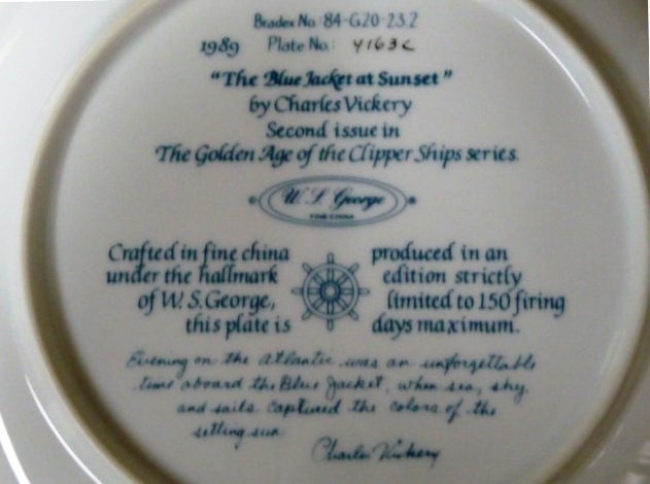 Bradex No: 84-G20-23.2
1989 Plate No: Y163C
"The Blue Jacket at Sunset"
by Charles Vickery
Second issue in
The Golden Age of the Clipper Ships series.
W. S. George
FINE CHINA
Crafted in fine china
under the hallmark
of W. S. George,
this plate is
produced in an
edition strictly
limited to 150 firing
days maximum.
Evening on the Atlantic was an unforgettable
time aboard the Blue Jacket, when sea, sky
and sails captured the colors of the
setting sun
Charles Vickery